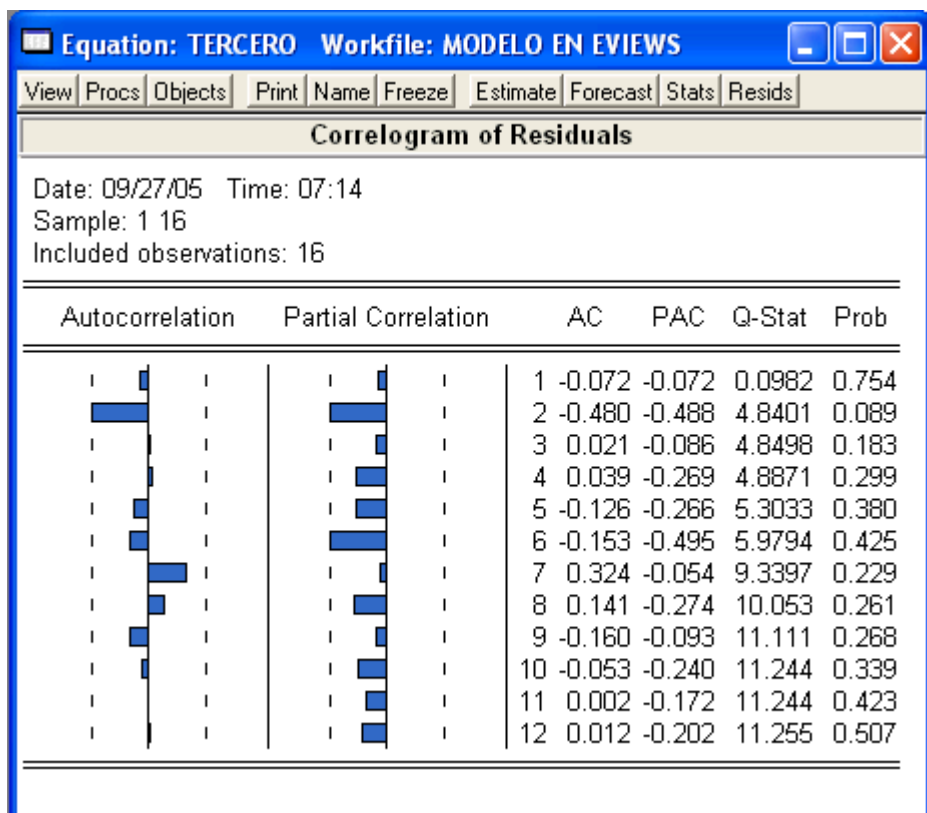 Equation: TERCERO Workfile: MODELO EN EVIEWS
View Procs Objects Print Name Freeze Estimate Forecast Stats Resids
Correlogram of Residuals
Date: 09/27/05 Time: 07:14
Sample: 1 16
Included observations: 16
Autocorrelation Partial Correlation AC PAC Q-Stat Prob
1 -0.072 -0.072 0.0982 0.754
2 -0.480 -0.488 4.8401 0.089
3 0.021 -0.086 4.8498 0.183
4 0.039 -0.269 4.8871 0.299
5 -0.126 -0.266 5.3033 0.380
6 -0.153 -0.495 5.9794 0.425
7 0.324 -0.054 9.3397 0.229
8 0.141 -0.274 10.053 0.261
9 -0.160 -0.093 11.111 0.268
10 -0.053 -0.240 11.244 0.339
11 0.002 -0.172 11.244 0.423
12 0.012 -0.202 11.255 0.507